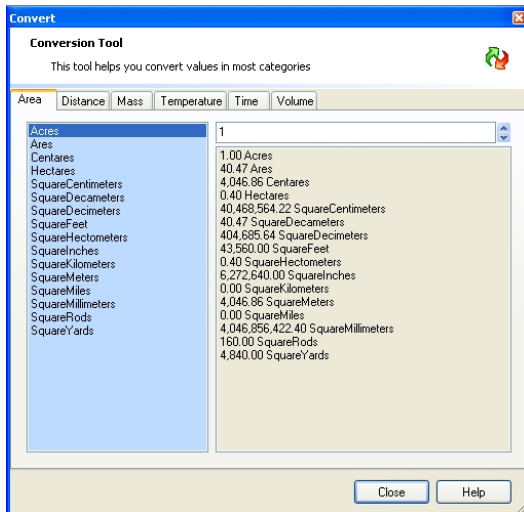 Convert
Conversion Tool
This tool helps you convert values in most categories
Area Distance Mass Temperature Time Volume
Acres
Ares
Centares
Hectares
SquareCentimeters
SquareDecameters
SquareDecimeters
SquareFeet
SquareHectometers
SquareInches
SquareKilometers
SquareMeters
SquareMiles
SquareMillimeters
SquareRods
SquareYards
1
1.00 Acres
40.47 Ares
4,046.86 Centares
0.40 Hectares
40,468,564.22 SquareCentimeters
40.47 SquareDecameters
404,685.64 SquareDecimeters
43,560.00 SquareFeet
0.40 SquareHectometers
6,272,640.00 SquareInches
0.00 SquareKilometers
4,046.86 SquareMeters
0.00 SquareMiles
4,046,856,422.40 SquareMillimeters
160.00 SquareRods
4,840.00 SquareYards
Close Help